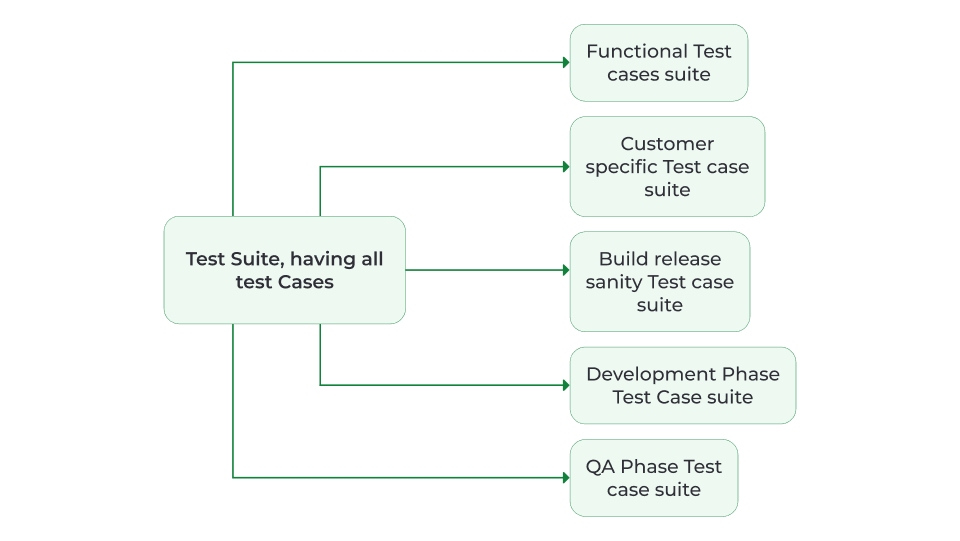 Functional Test
cases suite
Customer
specific Test case
suite
Test Suite, having all
test Cases
Build release
sanity Test case
suite
Development Phase
Test Case suite
QA Phase Test
case suite